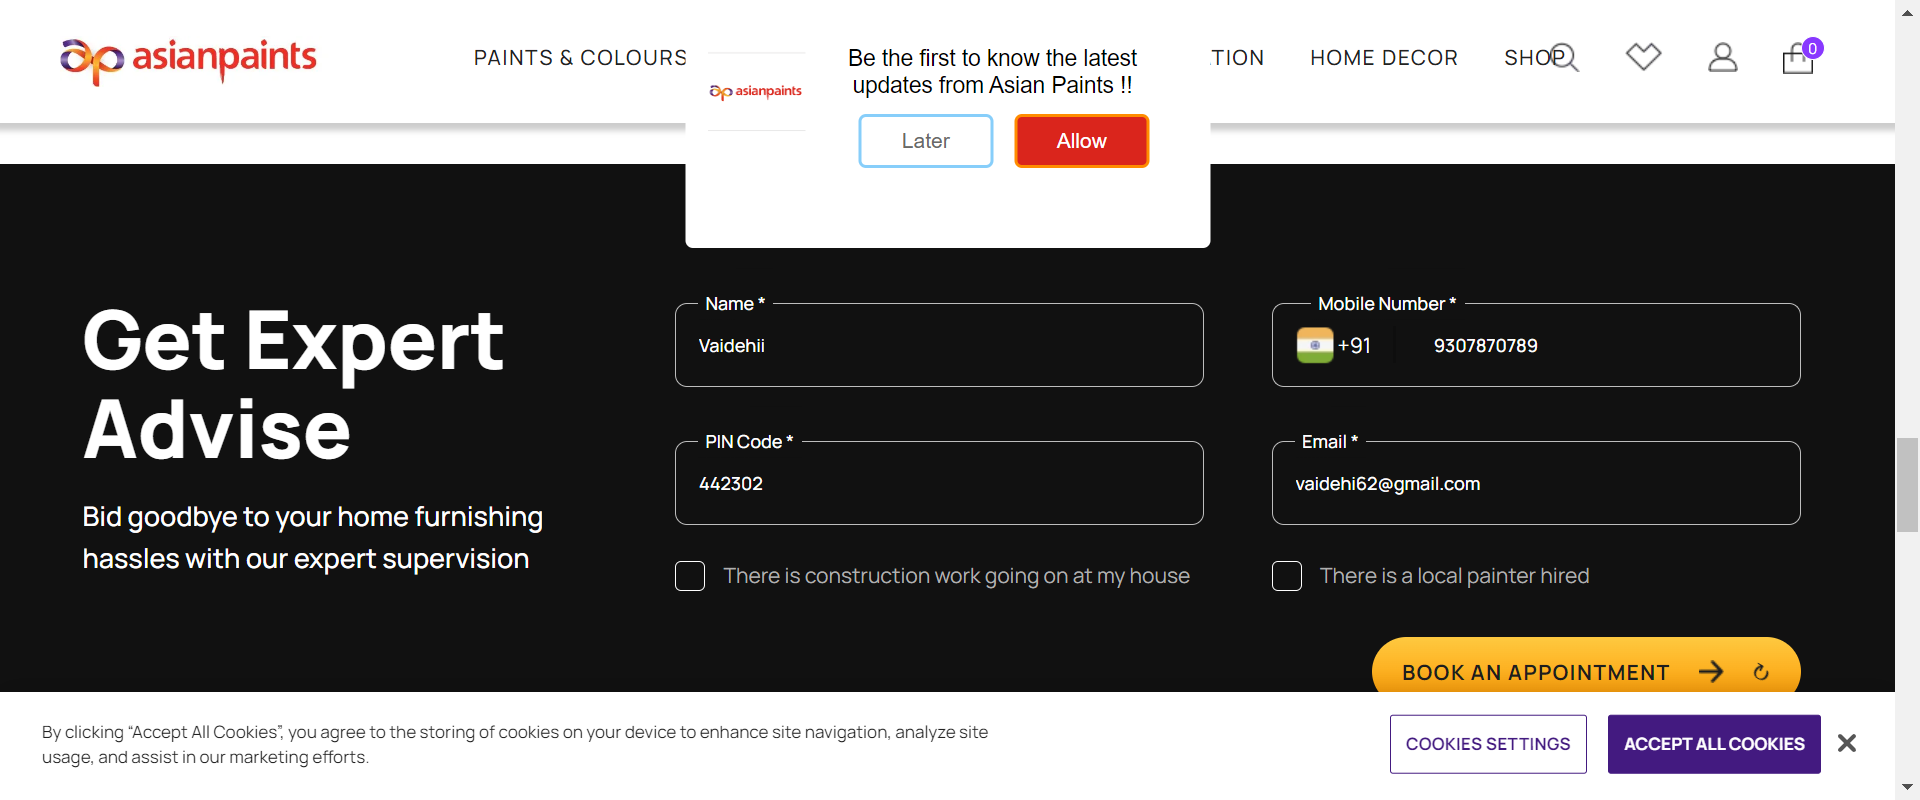 asianpaints
PAINTS & COLOURS
TION
HOME DECOR
SHOP
0
asianpaints
Be the first to know the latest
updates from Asian Paints !!
Later
Allow
Get Expert
Advise
Bid goodbye to your home furnishing
hassles with our expert supervision
Name *
Vaidehii
Mobile Number *
+91 9307870789
PIN Code *
442302
Email *
vaidehi62@gmail.com
There is construction work going on at my house
There is a local painter hired
BOOK AN APPOINTMENT
By clicking “Accept All Cookies”, you agree to the storing of cookies on your device to enhance site navigation, analyze site
usage, and assist in our marketing efforts.
COOKIES SETTINGS
ACCEPT ALL COOKIES